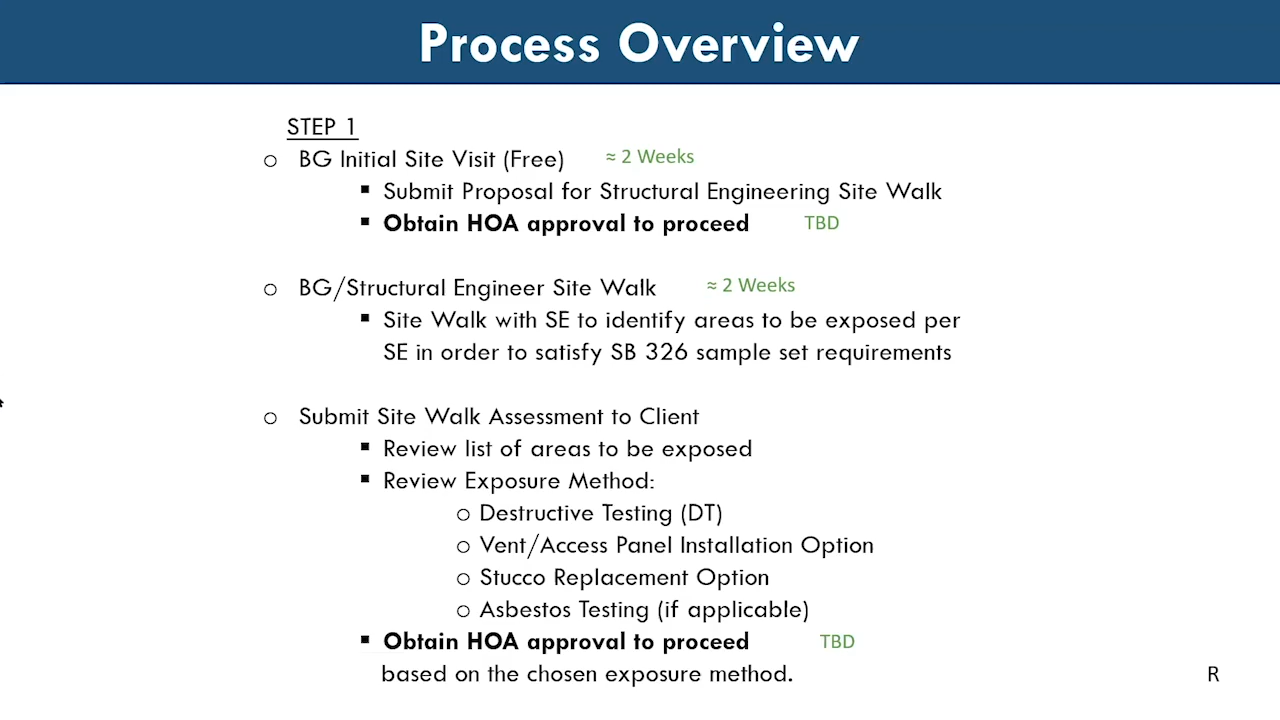 Process Overview
STEP 1
o BG Initial Site Visit (Free) ≈ 2 Weeks
▪ Submit Proposal for Structural Engineering Site Walk
▪ Obtain HOA approval to proceed TBD
o BG/Structural Engineer Site Walk ≈ 2 Weeks
▪ Site Walk with SE to identify areas to be exposed per
SE in order to satisfy SB 326 sample set requirements
o Submit Site Walk Assessment to Client
▪ Review list of areas to be exposed
▪ Review Exposure Method:
o Destructive Testing (DT)
o Vent/Access Panel Installation Option
o Stucco Replacement Option
o Asbestos Testing (if applicable)
▪ Obtain HOA approval to proceed TBD
based on the chosen exposure method.
R